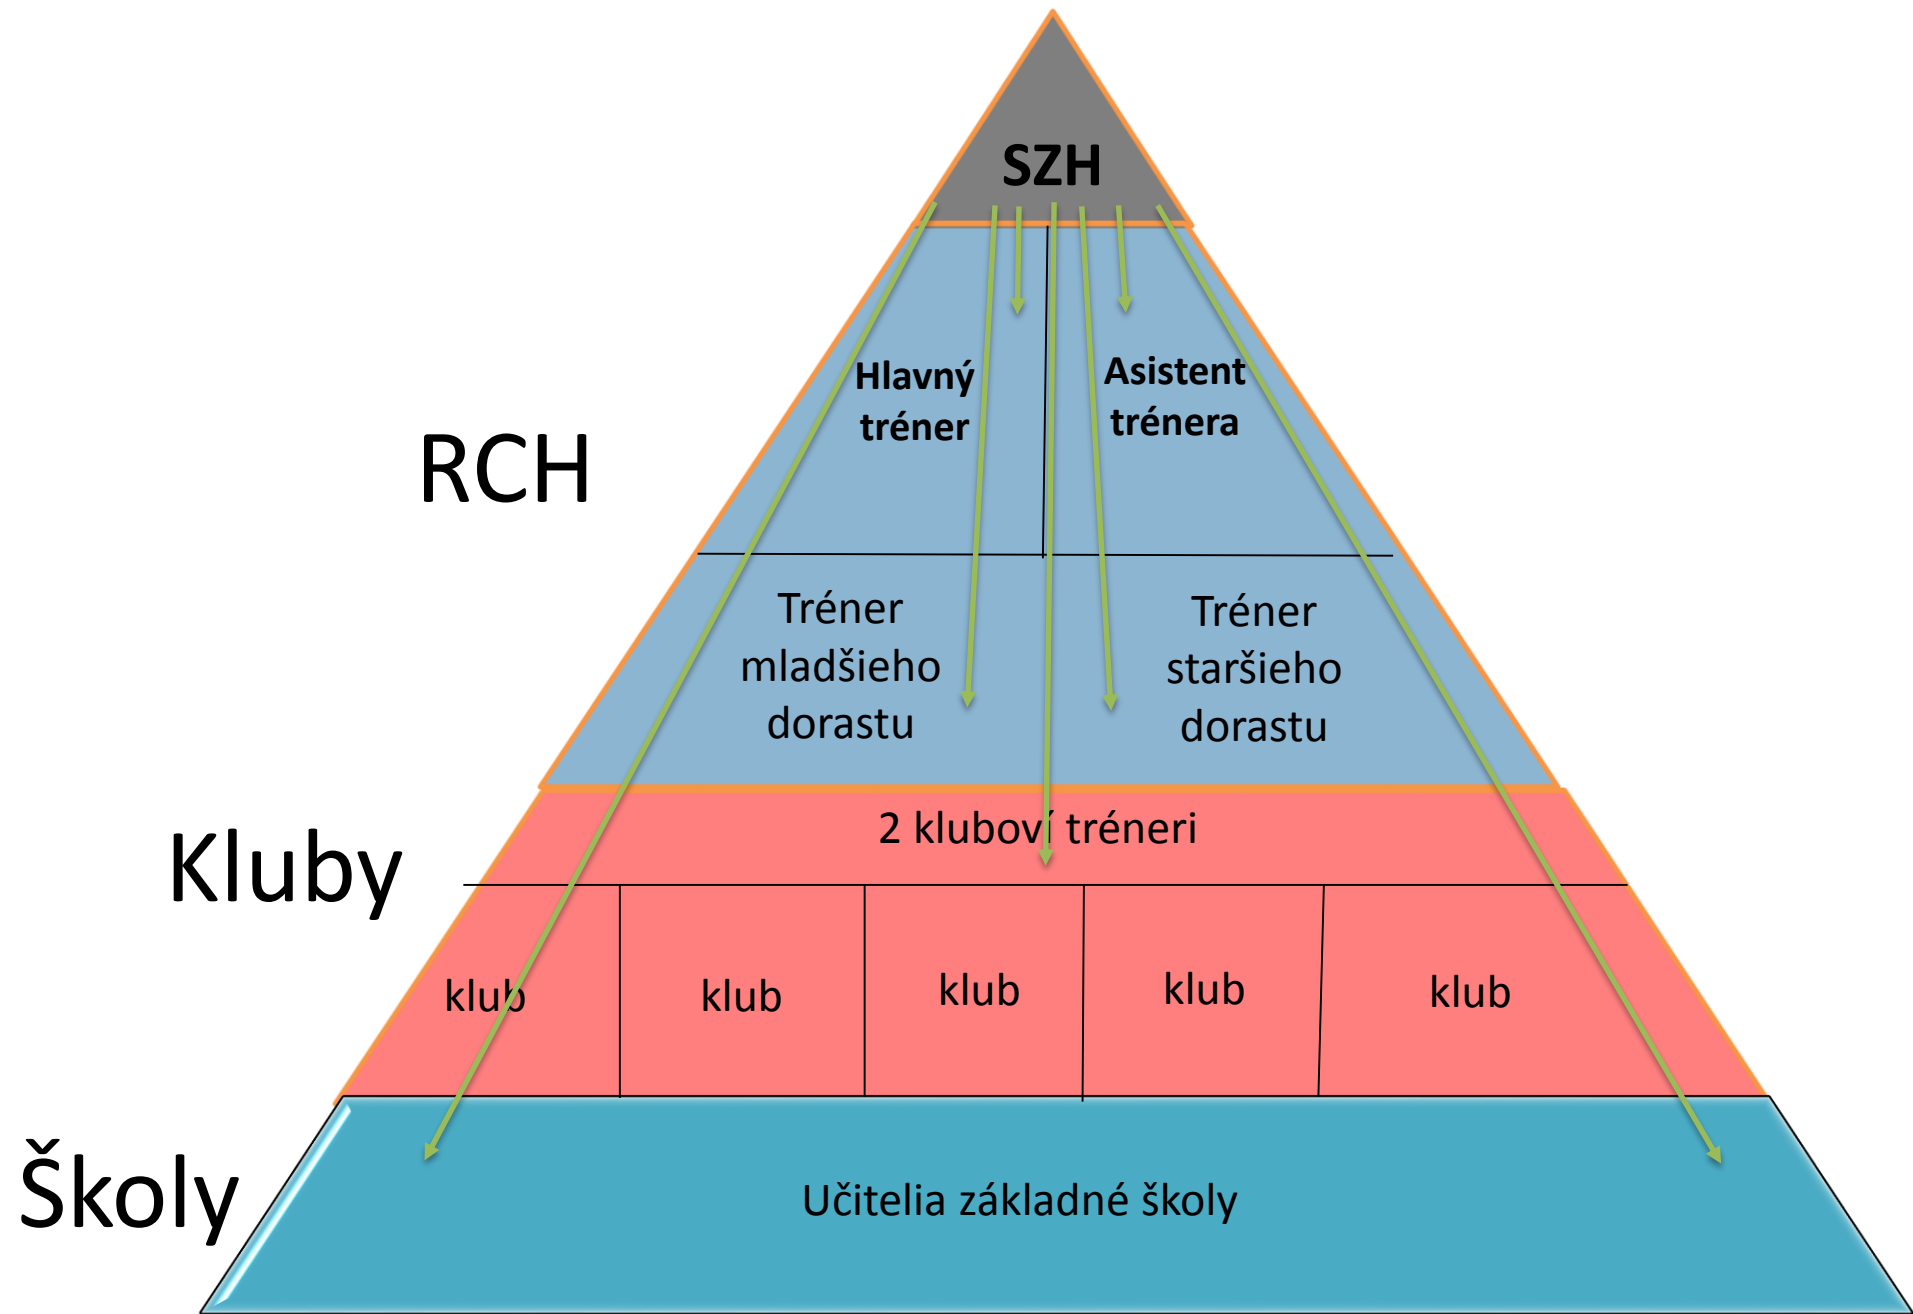 SZH
RCH
Hlavný
tréner
Asistent
trénera
Tréner
mladšieho
dorastu
Tréner
staršieho
dorastu
Kluby
2 kluboví tréneri
klub
klub
klub
klub
klub
Školy
Učitelia základné školy